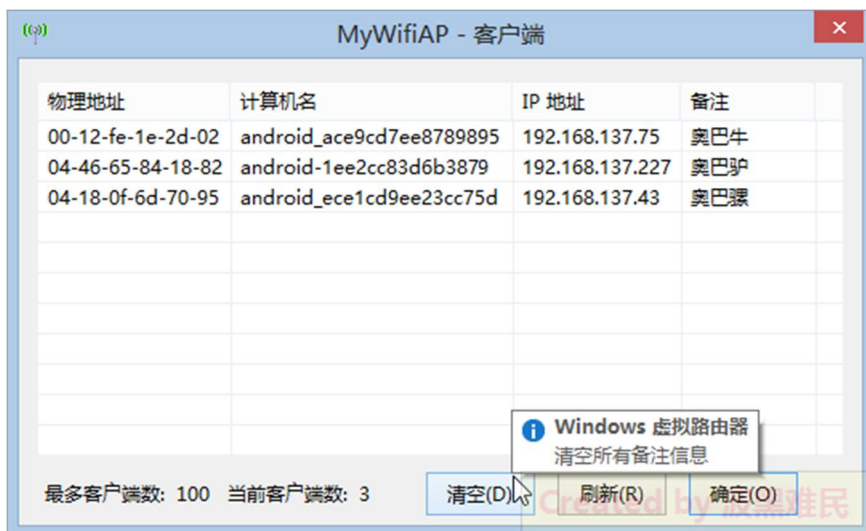 MyWifiAP - 客户端
物理地址 计算机名 IP 地址 备注
00-12-fe-1e-2d-02 android_ace9cd7ee8789895 192.168.137.75 奥巴牛
04-46-65-84-18-82 android-1ee2cc83d6b3879 192.168.137.227 奥巴驴
04-18-0f-6d-70-95 android_ece1cd9ee23cc75d 192.168.137.43 奥巴骡
Windows 虚拟路由器
清空所有备注信息
最多客户端数: 100 当前客户端数: 3 清空(D) 刷新(R) 确定(O)
Created by 波黑难民